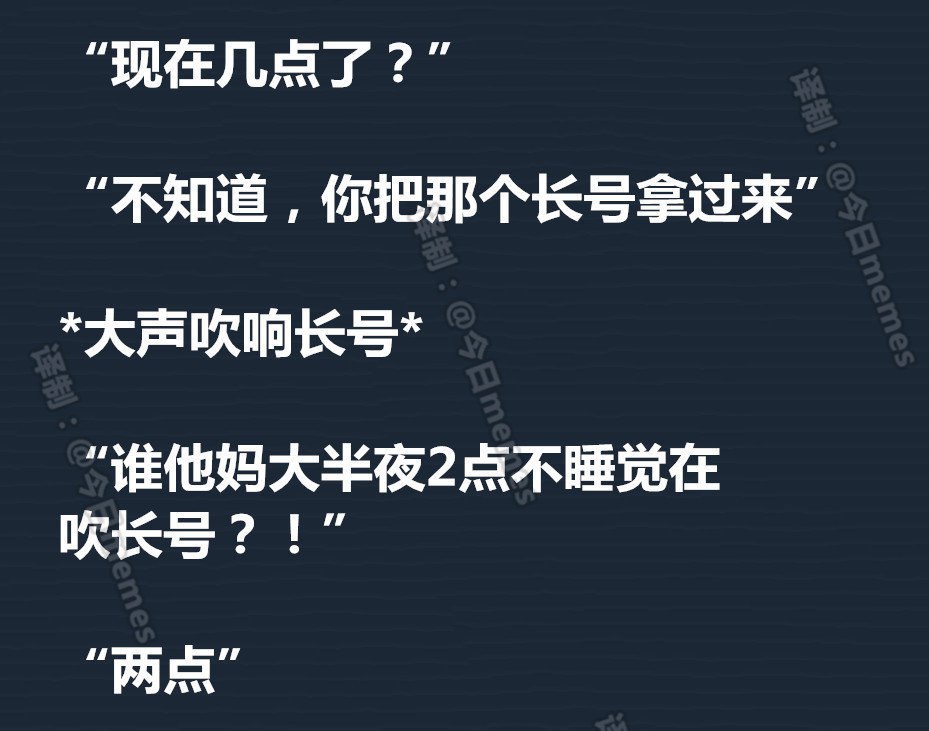 “现在几点了？”
“不知道，你把那个长号拿过来”
*大声吹响长号*
“谁他妈大半夜2点不睡觉在
吹长号？！”
“两点”
译制：@今日memes
译制：@今日memes
译制：@今日memes
译制